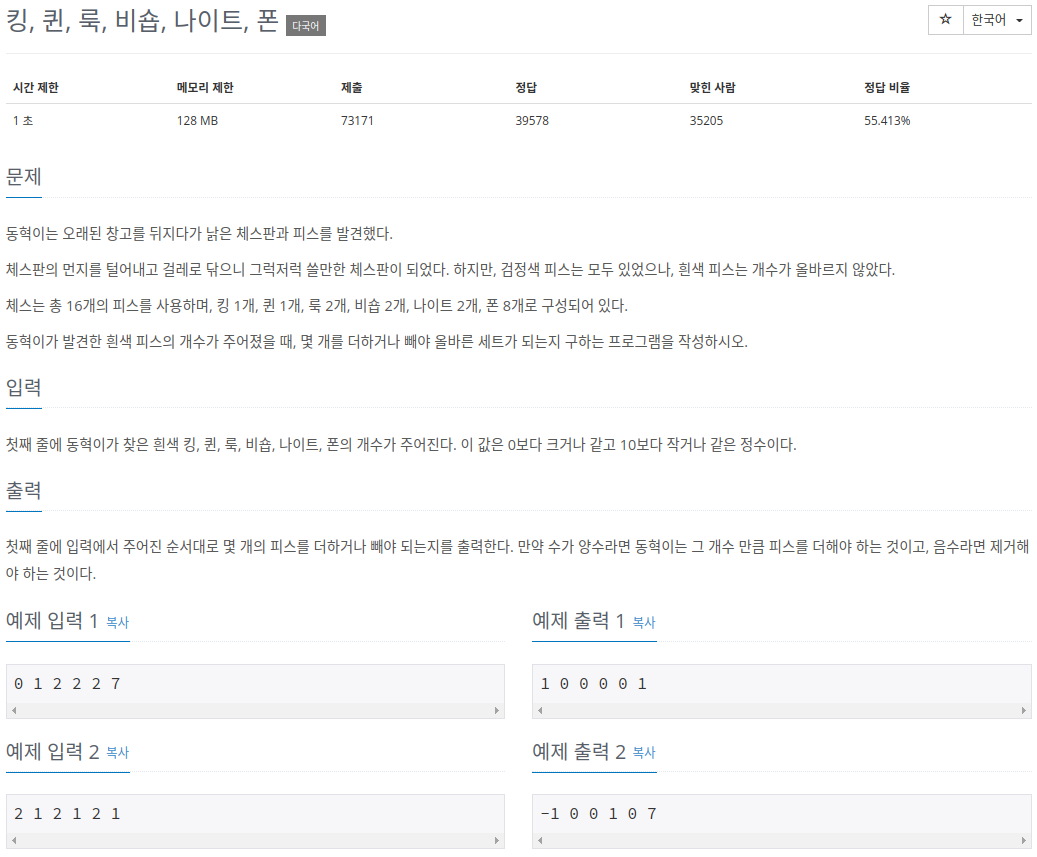 킹, 퀸, 룩, 비숍, 나이트, 폰 다국어
☆ 한국어
시간 제한 메모리 제한 제출 정답 맞힌 사람 정답 비율
1 초 128 MB 73171 39578 35205 55.413%
문제
동혁이는 오래된 창고를 뒤지다가 낡은 체스판과 피스를 발견했다.
체스판의 먼지를 털어내고 걸레로 닦으니 그럭저럭 쓸만한 체스판이 되었다. 하지만, 검정색 피스는 모두 있었으나, 흰색 피스는 개수가 올바르지 않았다.
체스는 총 16개의 피스를 사용하며, 킹 1개, 퀸 1개, 룩 2개, 비숍 2개, 나이트 2개, 폰 8개로 구성되어 있다.
동혁이가 발견한 흰색 피스의 개수가 주어졌을 때, 몇 개를 더하거나 빼야 올바른 세트가 되는지 구하는 프로그램을 작성하시오.
입력
첫째 줄에 동혁이가 찾은 흰색 킹, 퀸, 룩, 비숍, 나이트, 폰의 개수가 주어진다. 이 값은 0보다 크거나 같고 10보다 작거나 같은 정수이다.
출력
첫째 줄에 입력에서 주어진 순서대로 몇 개의 피스를 더하거나 빼야 되는지를 출력한다. 만약 수가 양수라면 동혁이는 그 개수 만큼 피스를 더해야 하는 것이고, 음수라면 제거해
야 하는 것이다.
예제 입력 1 복사
0 1 2 2 2 7
예제 출력 1 복사
1 0 0 0 0 1
예제 입력 2 복사
2 1 2 1 2 1
예제 출력 2 복사
-1 0 0 1 0 7